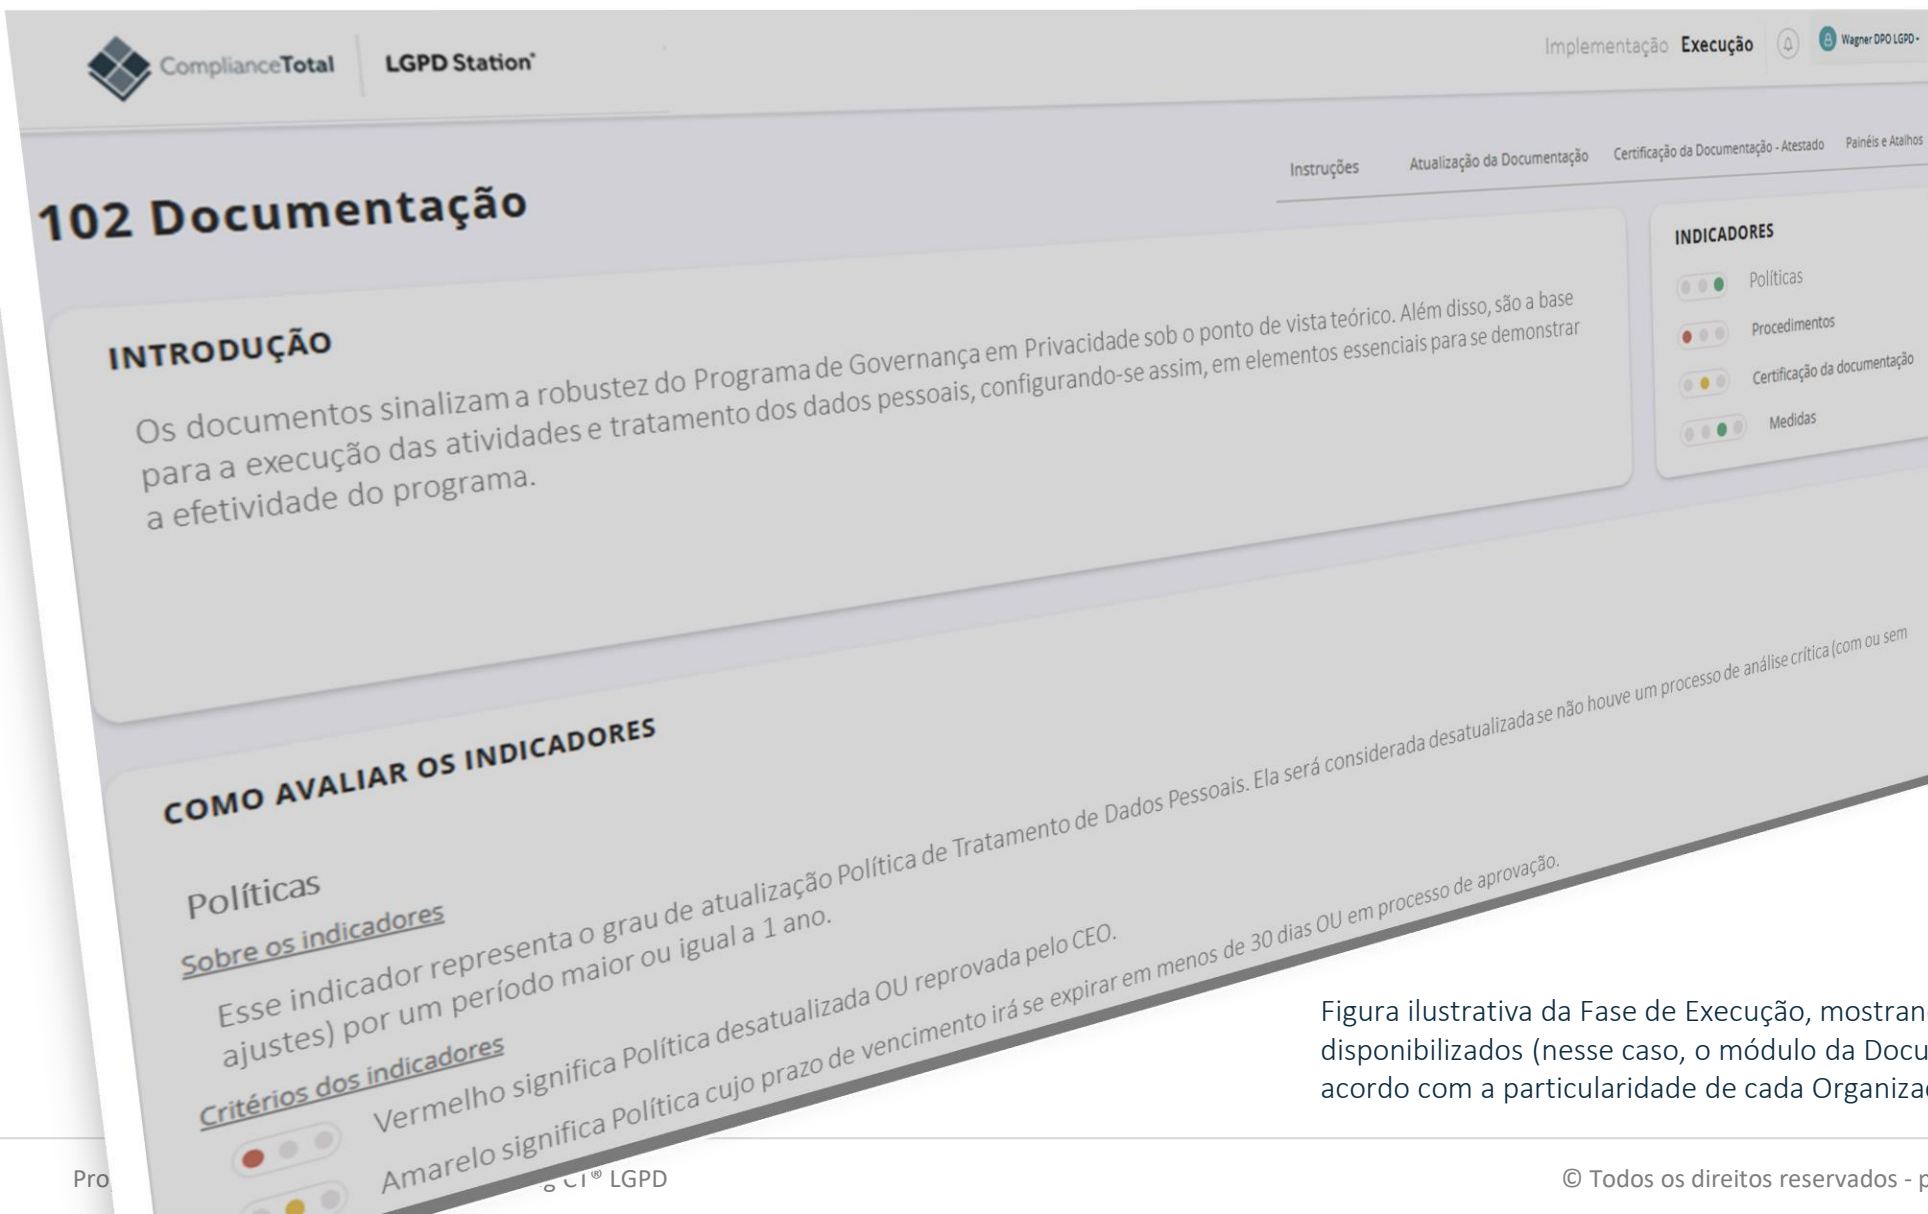 ComplianceTotal
LGPD Station®
Implementação Execução
Wagner DPO LGPD
Instruções
Atualização da Documentação
Certificação da Documentação - Atestado
Painéis e Atalhos
102 Documentação
INTRODUÇÃO
Os documentos sinalizam a robustez do Programa de Governança em Privacidade sob o ponto de vista teórico. Além disso, são a base
para a execução das atividades e tratamento dos dados pessoais, configurando-se assim, em elementos essenciais para se demonstrar
a efetividade do programa.
INDICADORES
Políticas
Procedimentos
Certificação da documentação
Medidas
COMO AVALIAR OS INDICADORES
Políticas
Sobre os indicadores
Esse indicador representa o grau de atualização Política de Tratamento de Dados Pessoais. Ela será considerada desatualizada se não houve um processo de análise crítica (com ou sem
ajustes) por um período maior ou igual a 1 ano.
Critérios dos indicadores
Vermelho significa Política desatualizada OU reprovada pelo CEO.
Amarelo significa Política cujo prazo de vencimento irá se expirar em menos de 30 dias OU em processo de aprovação.
Figura ilustrativa da Fase de Execução, mostran
disponibilizados (nesse caso, o módulo da Docu
acordo com a particularidade de cada Organiza
Pro
CT® LGPD
© Todos os direitos reservados - p